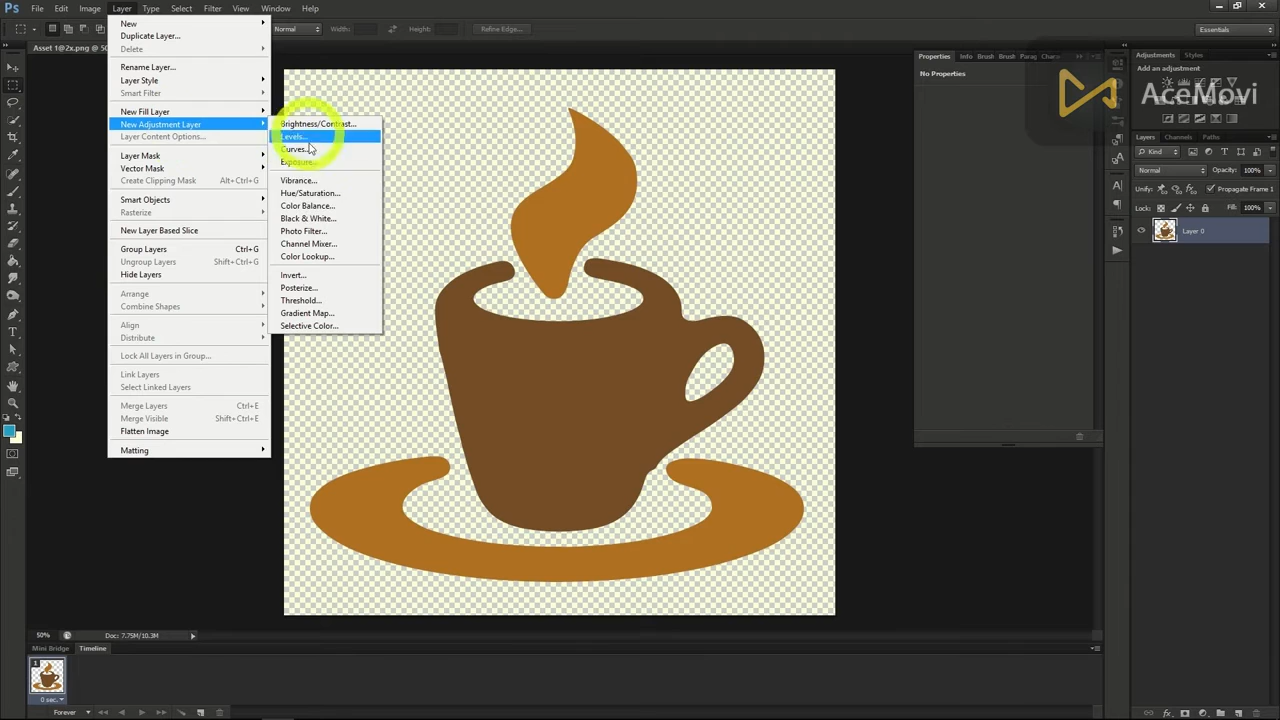 Ps File Edit Image Layer Type Select Filter View Window Help
Normal Width: Height: Refine Edge... Essentials
Asset 1@2x.png @ 50
New
Duplicate Layer...
Delete
Rename Layer...
Layer Style
Smart Filter
New Fill Layer
New Adjustment Layer
Layer Content Options...
Layer Mask
Vector Mask
Create Clipping Mask Alt+Ctrl+G
Smart Objects
Rasterize
New Layer Based Slice
Group Layers Ctrl+G
Ungroup Layers Shift+Ctrl+G
Hide Layers
Arrange
Combine Shapes
Align
Distribute
Lock All Layers in Group...
Link Layers
Select Linked Layers
Merge Layers Ctrl+E
Merge Visible Shift+Ctrl+E
Flatten Image
Matting
Brightness/Contrast...
Levels...
Curves...
Exposure...
Vibrance...
Hue/Saturation...
Color Balance...
Black & White...
Photo Filter...
Channel Mixer...
Color Lookup...
Invert...
Posterize...
Threshold...
Gradient Map...
Selective Color...
Properties Info Brush Brush Parag Charac
No Properties
AceMovi
Adjustments Styles
Add an adjustment
Layers Channels Paths
Kind
Normal Opacity: 100%
Unify: Propagate Frame 1
Lock: Fill: 100%
Layer 0
50% Doc: 7.75M/10.3M
Mini Bridge Timeline
1
0 sec.
Forever